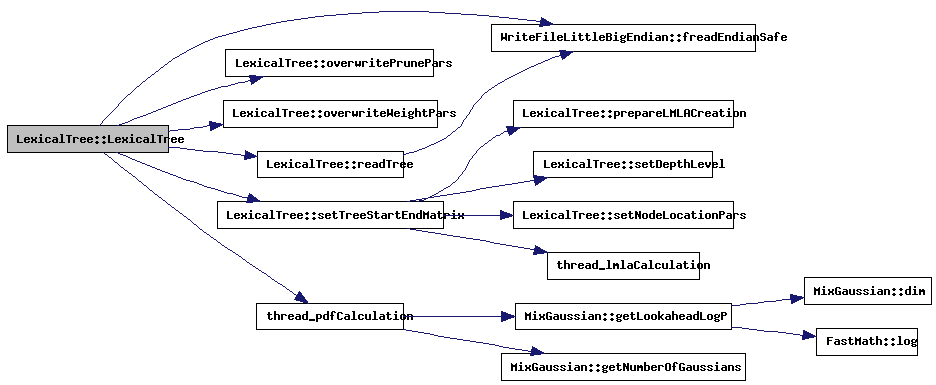 WriteFileLittleBigEndian::freadEndianSafe
LexicalTree::overwritePrunePars
LexicalTree::overwriteWeightPars
LexicalTree::prepareLMLACreation
LexicalTree::LexicalTree
LexicalTree::readTree
LexicalTree::setDepthLevel
LexicalTree::setTreeStartEndMatrix
LexicalTree::setNodeLocationPars
thread_lmlaCalculation
MixGaussian::dim
thread_pdfCalculation
MixGaussian::getLookaheadLogP
FastMath::log
MixGaussian::getNumberOfGaussians